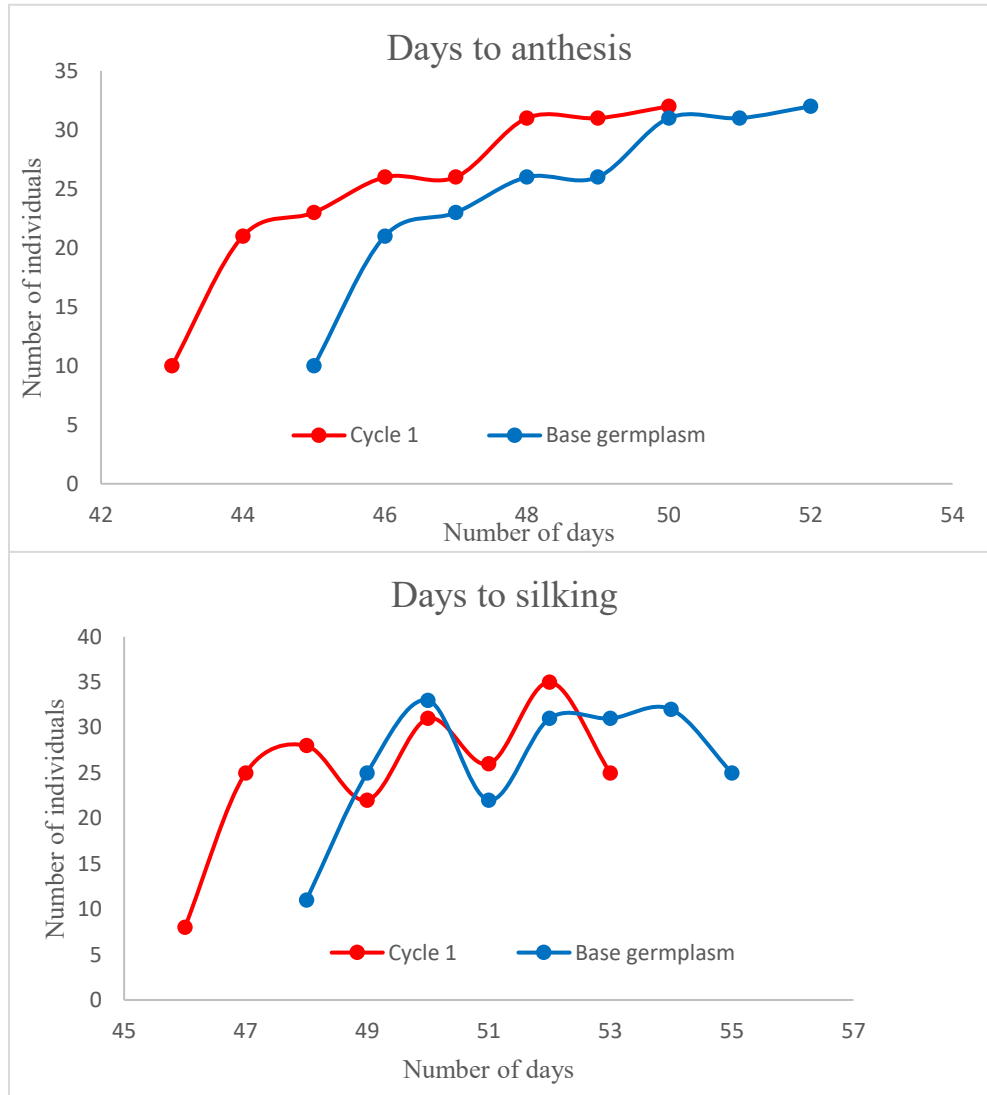 Days to anthesis
35
30
25
20
15
10
5
0
Number of individuals
Cycle 1 Base germplasm
42 44 46 48 50 52 54
Number of days
Days to silking
40
35
30
25
20
15
10
5
0
Number of individuals
Cycle 1 Base germplasm
45 47 49 51 53 55 57
Number of days